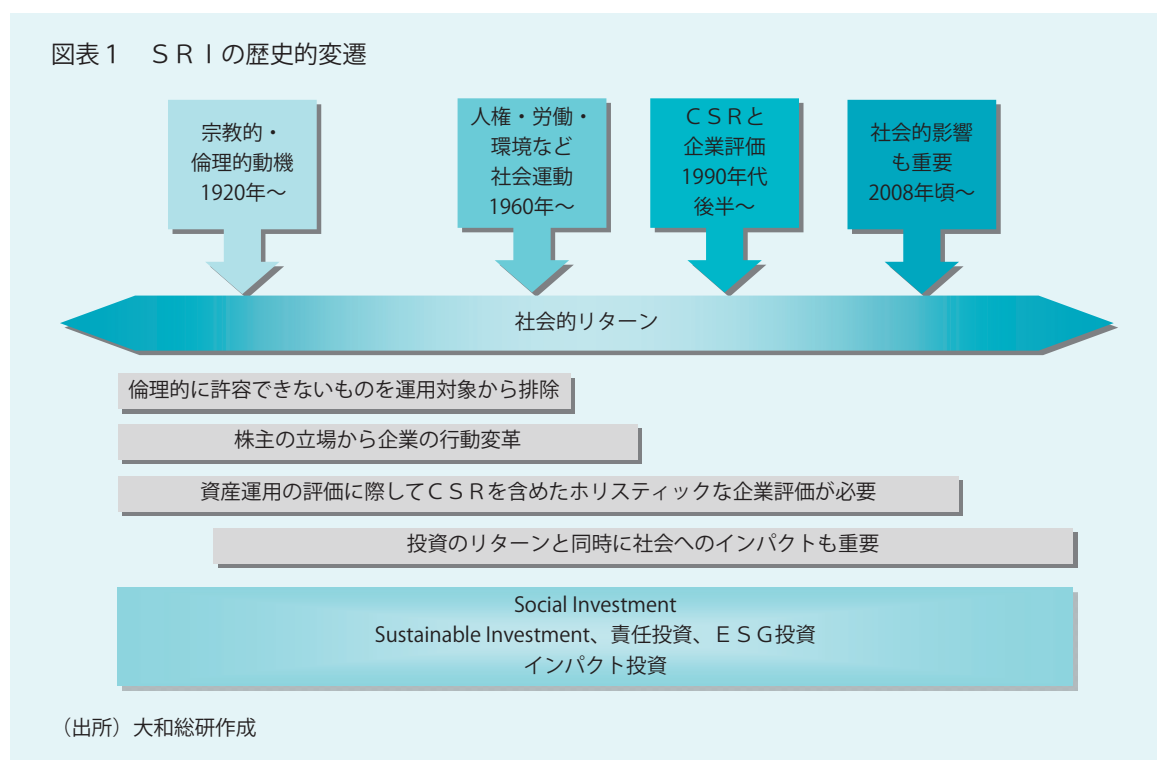 図表1　ＳＲＩの歴史的変遷
宗教的・
倫理的動機
1920年～
人権・労働・
環境など
社会運動
1960年～
ＣＳＲと
企業評価
1990年代
後半～
社会的影響
も重要
2008年頃～
社会的リターン
倫理的に許容できないものを運用対象から排除
株主の立場から企業の行動変革
資産運用の評価に際してＣＳＲを含めたホリスティックな企業評価が必要
投資のリターンと同時に社会へのインパクトも重要
Social Investment
Sustainable Investment、責任投資、ＥＳＧ投資
インパクト投資
（出所）大和総研作成